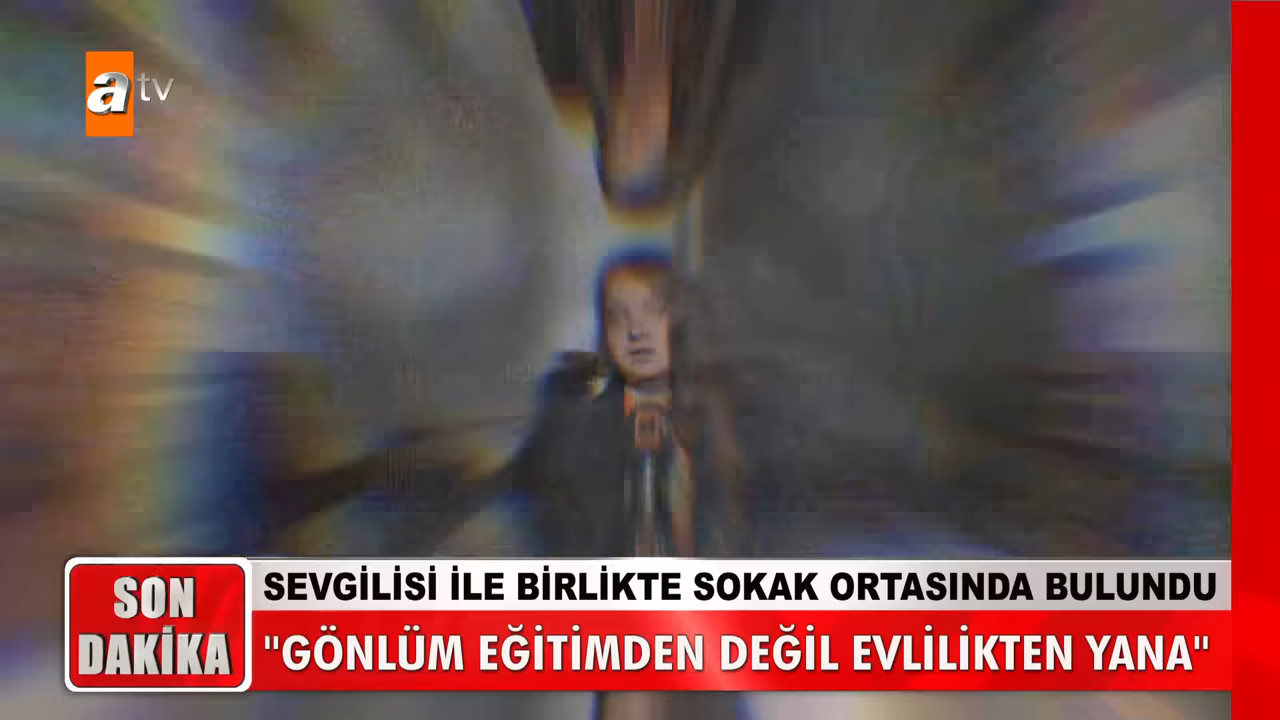 atv
SON
DAKİKA
SEVGİLİSİ İLE BİRLİKTE SOKAK ORTASINDA BULUNDU
"GÖNLÜM EĞİTİMDEN DEĞİL EVLİLİKTEN YANA"